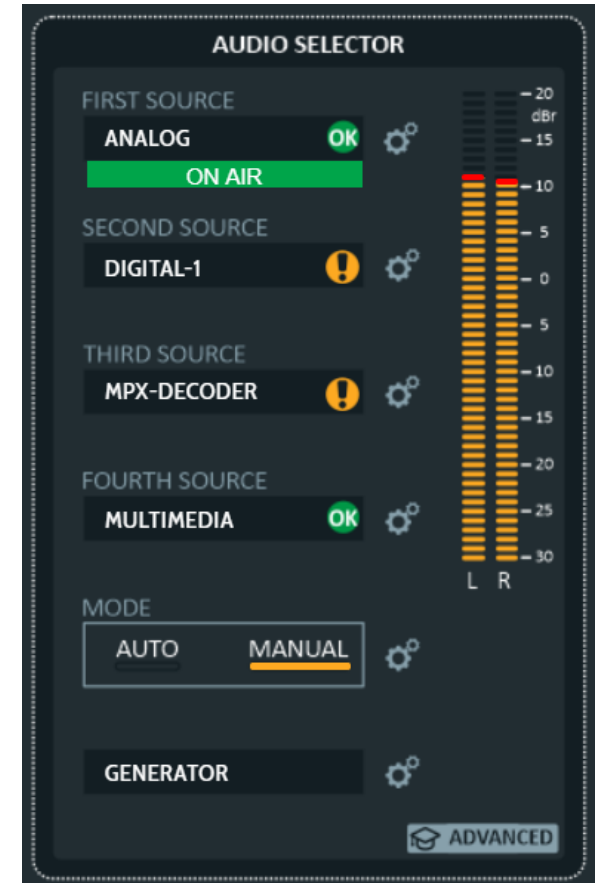 AUDIO SELECTOR
FIRST SOURCE
ANALOG OK
ON AIR
SECOND SOURCE
DIGITAL-1 !
THIRD SOURCE
MPX-DECODER !
FOURTH SOURCE
MULTIMEDIA OK
MODE
AUTO MANUAL
GENERATOR
20
dBr
15
10
5
0
5
10
15
20
25
30
L R
ADVANCED